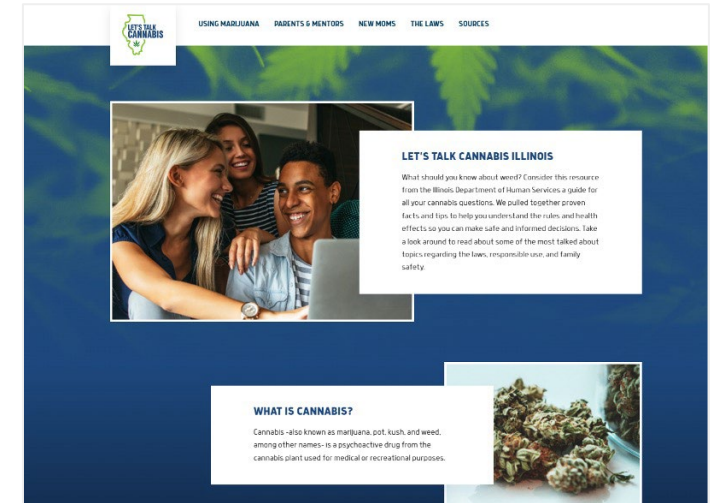 LET'S TALK
CANNABIS
USING MARIJUANA PARENTS & MENTORS NEW MOMS THE LAWS SOURCES
LET'S TALK CANNABIS ILLINOIS
What should you know about weed? Consider this resource
from the Illinois Department of Human Services a guide for
all your cannabis questions. We pulled together proven
facts and tips to help you understand the rules and health
effects so you can make safe and informed decisions. Take
a look around to read about some of the most talked about
topics regarding the laws, responsible use, and family
safety.
WHAT IS CANNABIS?
Cannabis -also known as marijuana, pot, kush, and weed,
among other names- is a psychoactive drug from the
cannabis plant used for medical or recreational purposes.